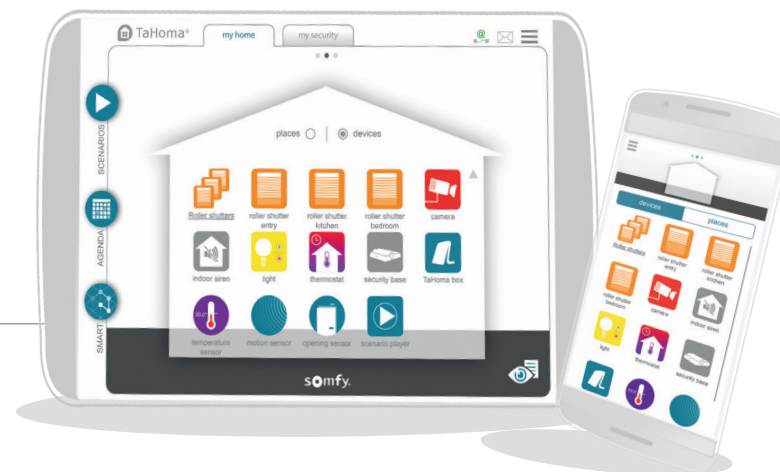 TaHoma®
my home
my security
@
places
devices
SCENARIOS
AGENDA
SMART
Roller shutters
roller shutter
entry
roller shutter
kitchen
roller shutter
bedroom
camera
indoor siren
light
thermostat
security base
TaHoma box
20.0°
temperature
sensor
motion sensor
opening sensor
scenario player
somfy.
devices
places
Roller shutters
roller shutter
entry
roller shutter
kitchen
roller shutter
bedroom
camera
indoor siren
light
thermostat
security base